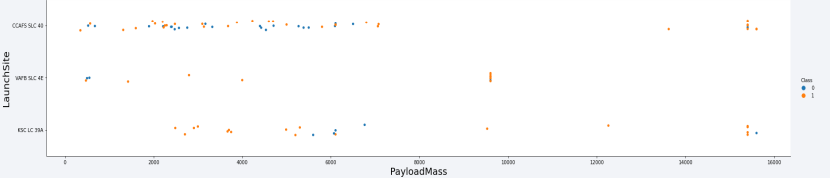 CCAFS SLC 40
VAFB SLC 4E
KSC LC 39A
LaunchSite
0 2000 4000 6000 8000 10000 12000 14000 16000
PayloadMass
Class
0
1